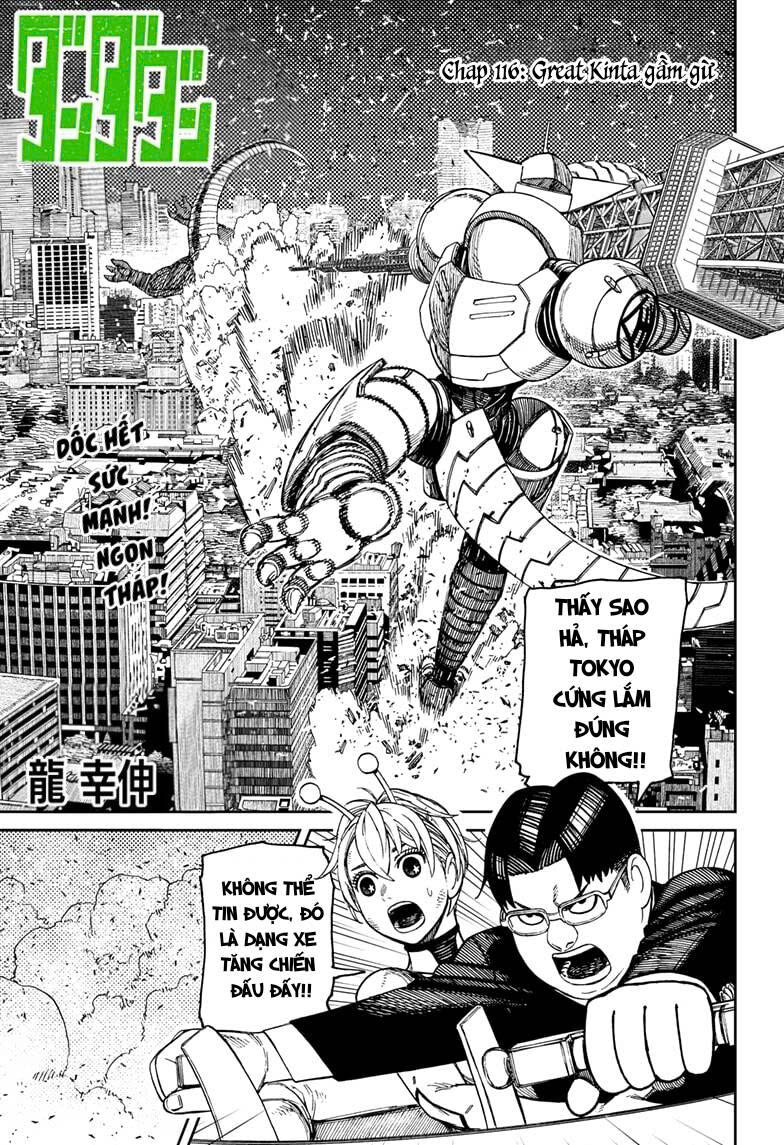 ダンダダン
Chap 116: Great Kinta gầm gừ
DỐC HẾT
SỨC
MẠNH!
NGỌN
THÁP!
龍 幸伸
THẤY SAO
HẢ, THÁP
TOKYO
CỨNG LẮM
ĐÚNG
KHÔNG!!
KHÔNG THỂ
TIN ĐƯỢC, ĐÓ
LÀ DẠNG XE
TĂNG CHIẾN
ĐẤU ĐẤY!!